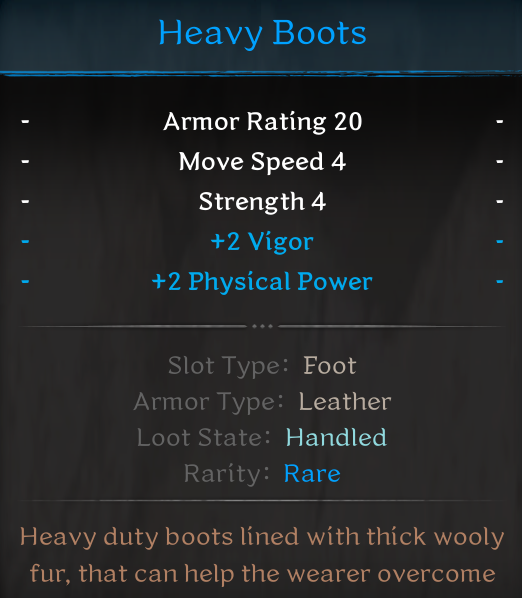 Heavy Boots
- Armor Rating 20 -
- Move Speed 4 -
- Strength 4 -
- +2 Vigor -
- +2 Physical Power -
Slot Type: Foot
Armor Type: Leather
Loot State: Handled
Rarity: Rare
Heavy duty boots lined with thick wooly
fur, that can help the wearer overcome